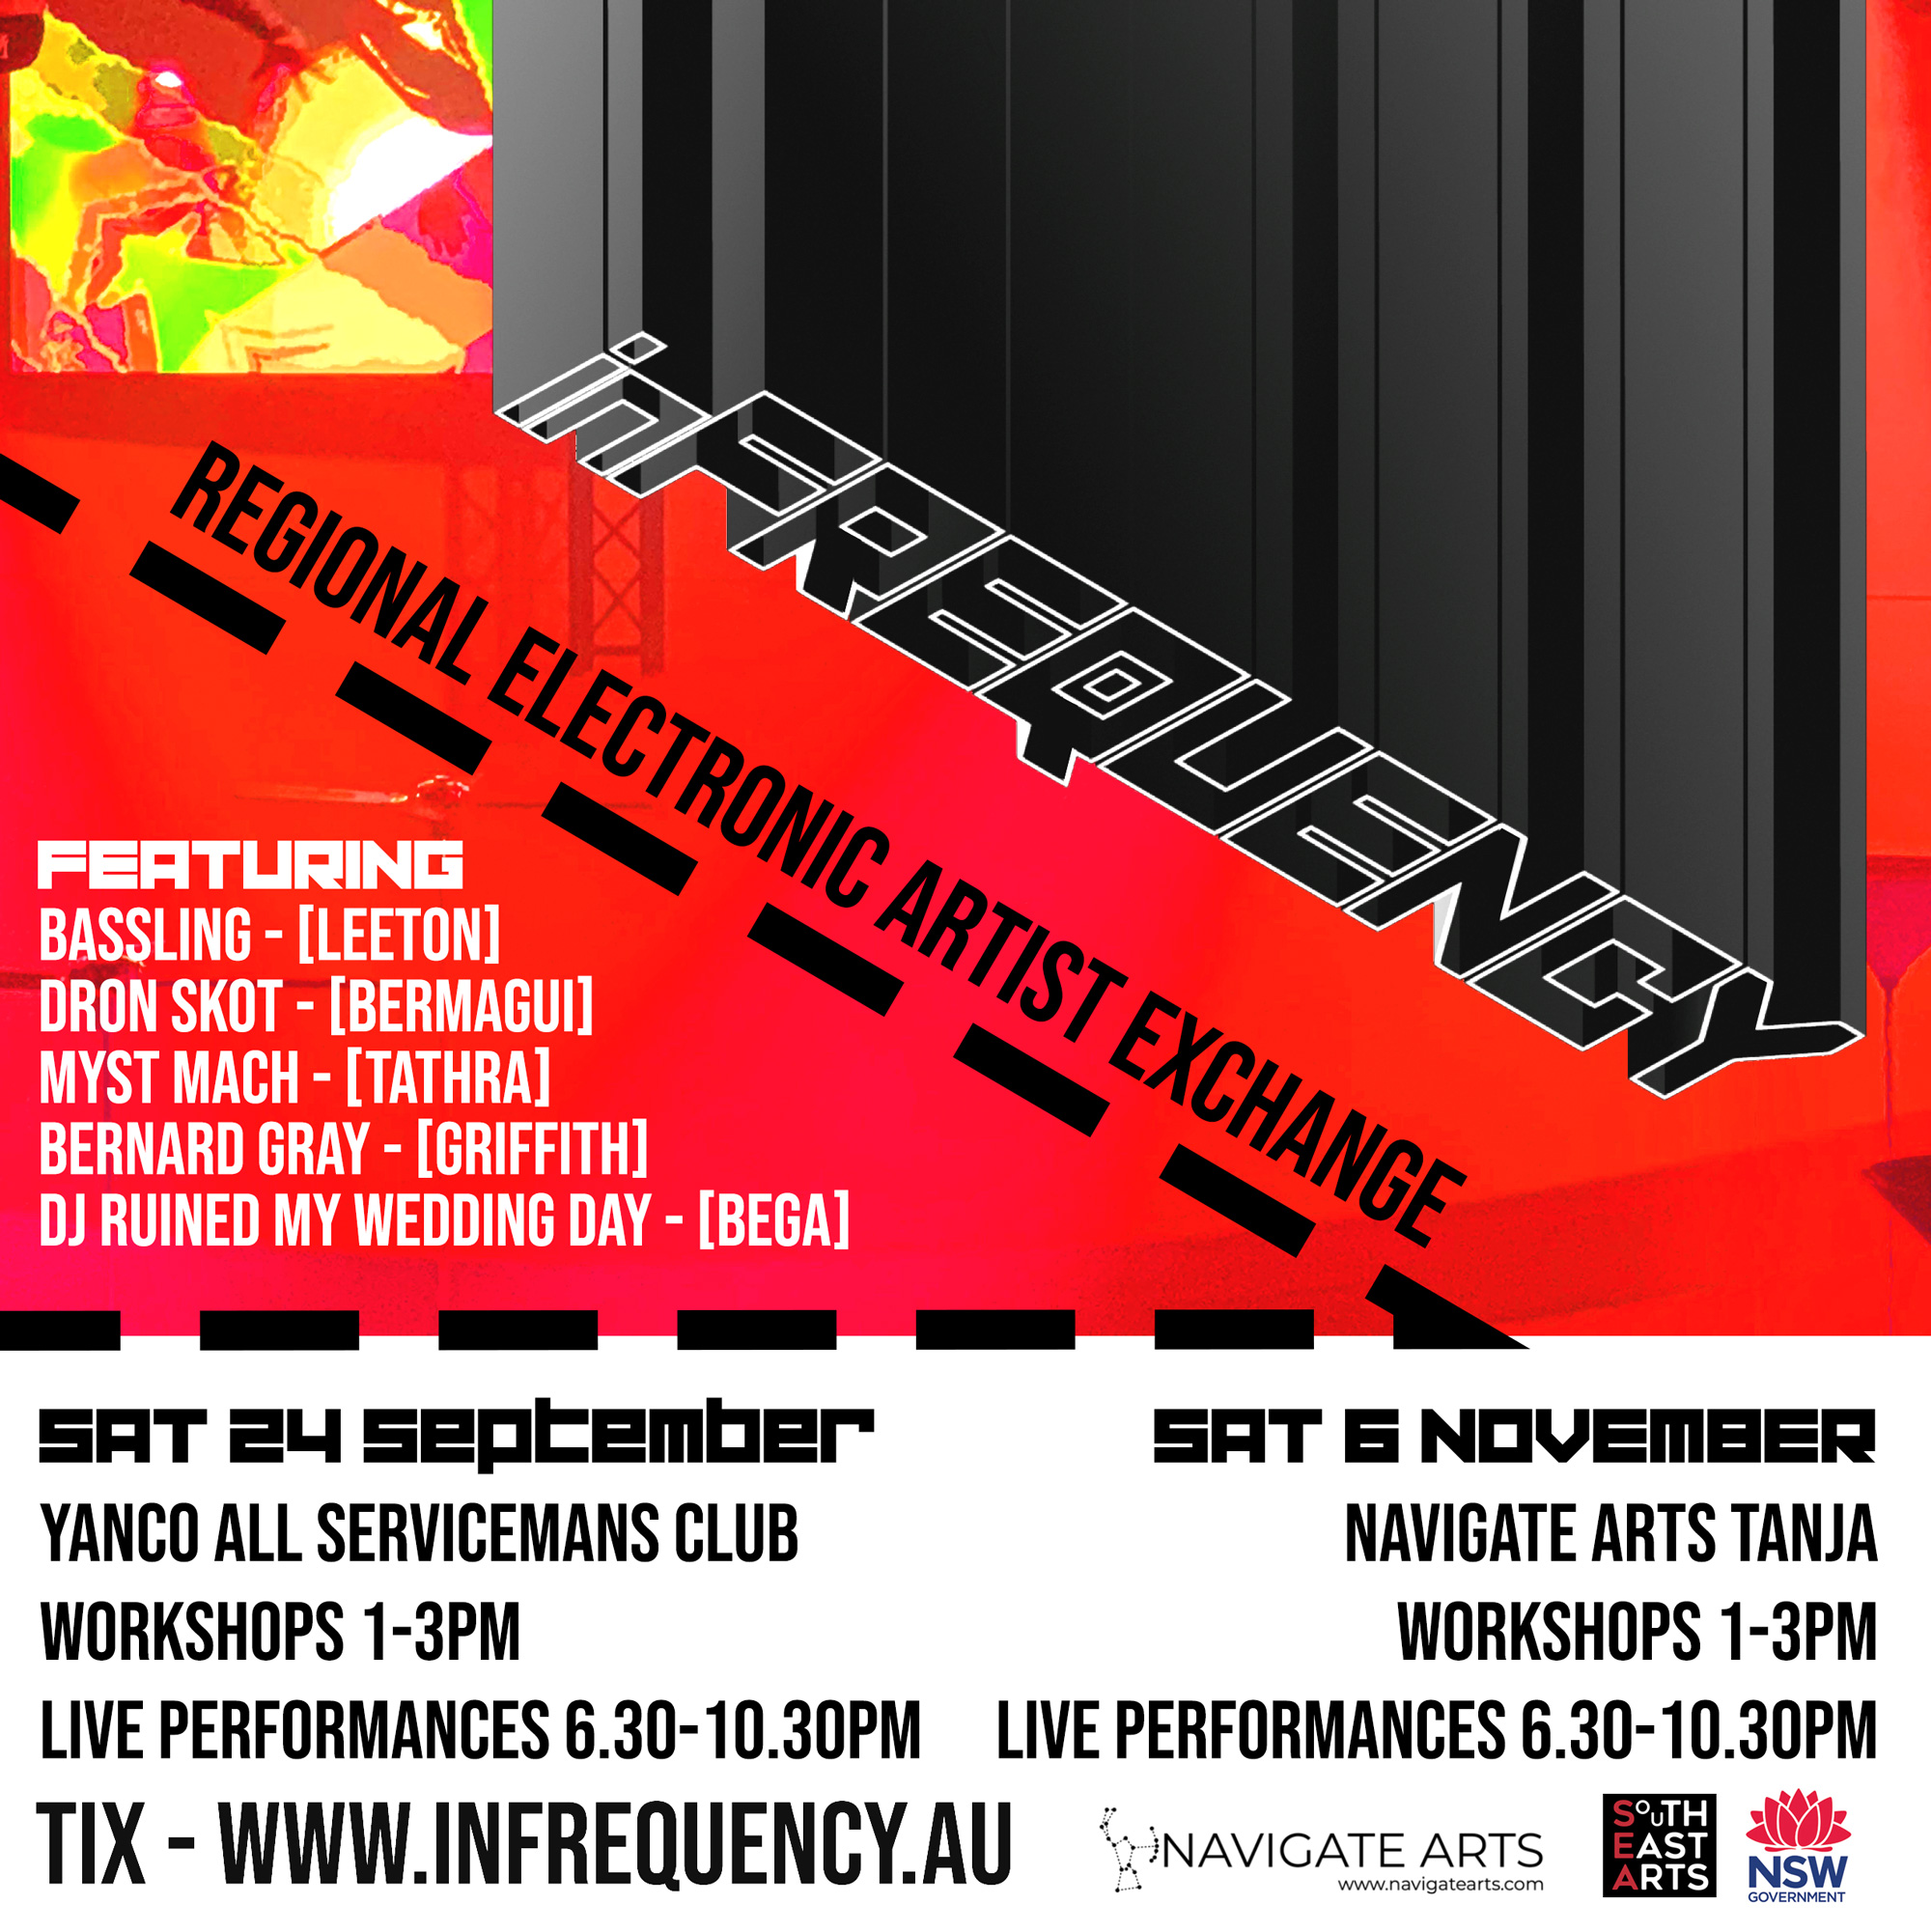 inFREQUENCY
REGIONAL ELECTRONIC ARTIST EXCHANGE
FEATURING
BASSLING - [LEETON]
DRON SKOT - [BERMAGUI]
MYST MACH - [TATHRA]
BERNARD GRAY - [GRIFFITH]
DJ RUINED MY WEDDING DAY - [BEGA]
SAT 24 September
YANCO ALL SERVICEMANS CLUB
WORKSHOPS 1-3PM
LIVE PERFORMANCES 6.30-10.30PM
SAT 6 NOVEMBER
NAVIGATE ARTS TANJA
WORKSHOPS 1-3PM
LIVE PERFORMANCES 6.30-10.30PM
TIX - WWW.INFREQUENCY.AU
NAVIGATE ARTS
www.navigatearts.com
SouTH
EAST
ARTS
NSW
GOVERNMENT